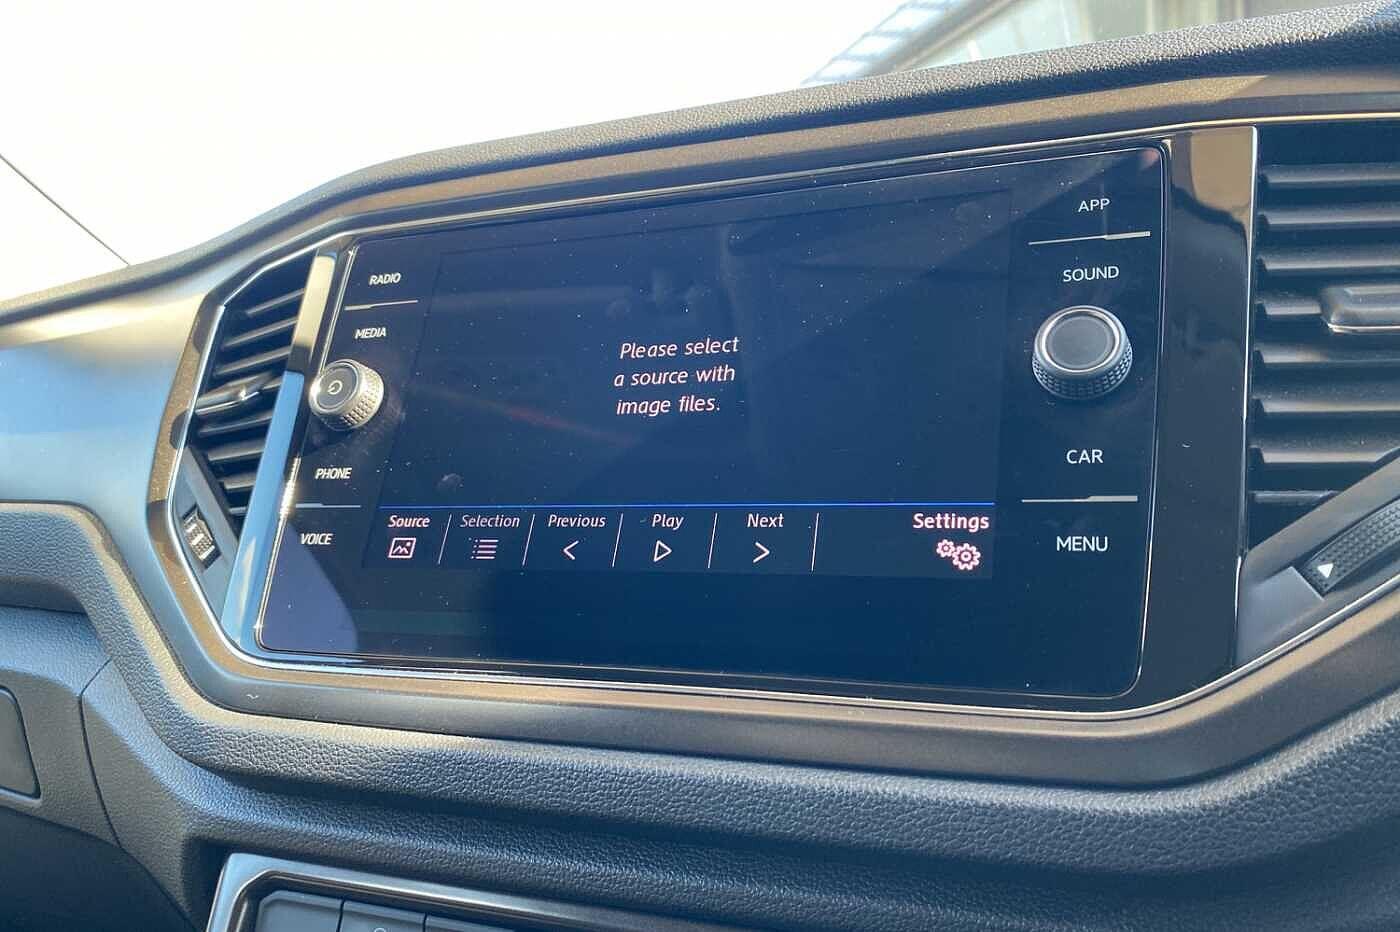 RADIO
MEDIA
PHONE
VOICE
Please select
a source with
image files.
Source Selection Previous Play Next Settings
APP
SOUND
CAR
MENU